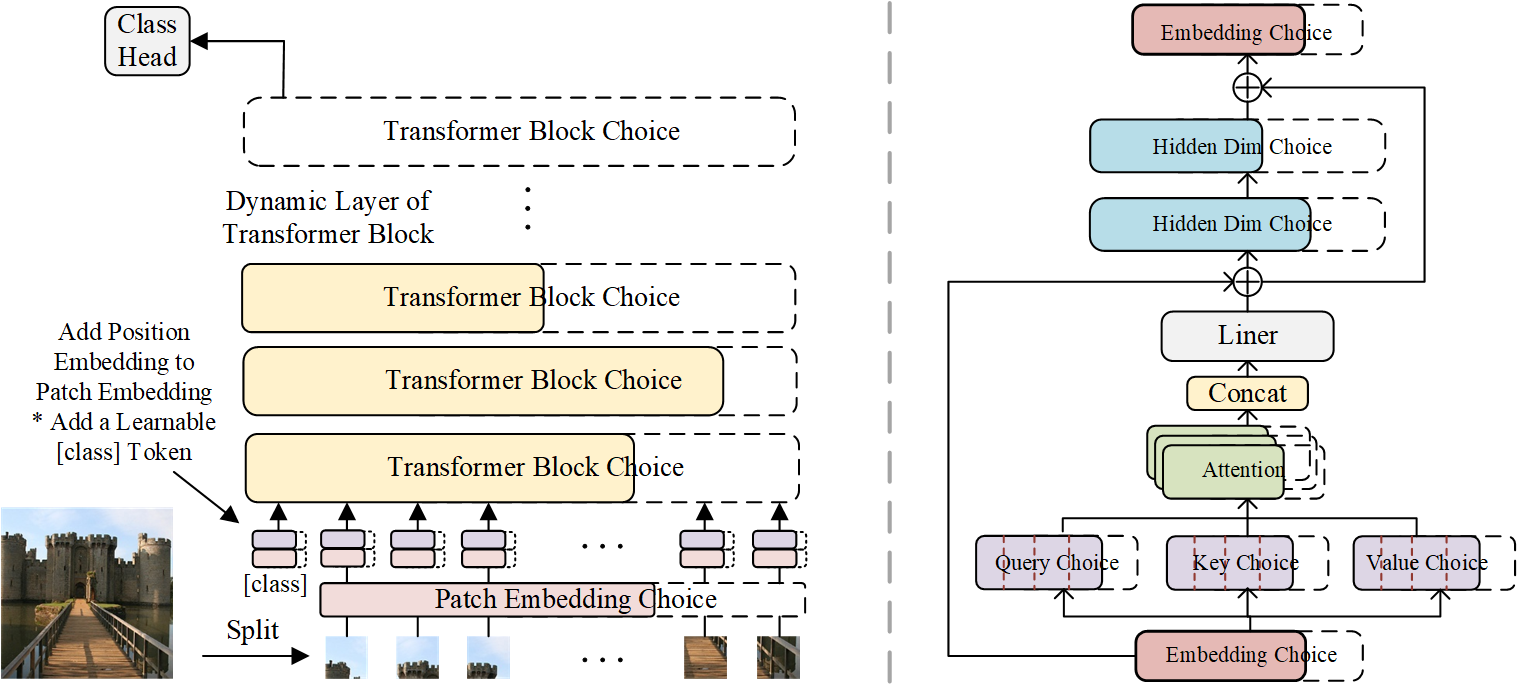 Class
Head
Transformer Block Choice
Dynamic Layer of
Transformer Block
Transformer Block Choice
Transformer Block Choice
Transformer Block Choice
Add Position
Embedding to
Patch Embedding
* Add a Learnable
[class] Token
[class]
Patch Embedding Choice
Split
Embedding Choice
Hidden Dim Choice
Hidden Dim Choice
Liner
Concat
Attention
Query Choice
Key Choice
Value Choice
Embedding Choice